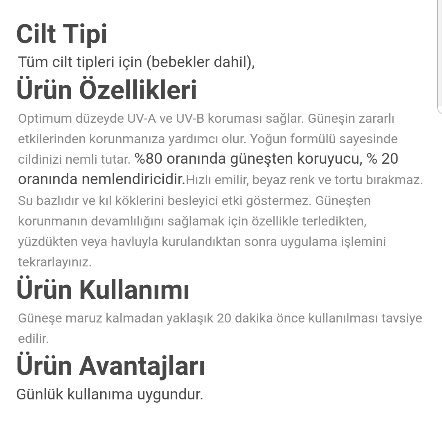 Cilt Tipi
Tüm cilt tipleri için (bebekler dahil),
Ürün Özellikleri
Optimum düzeyde UV-A ve UV-B koruması sağlar. Güneşin zararlı
etkilerinden korunmanıza yardımcı olur. Yoğun formülü sayesinde
cildinizi nemli tutar. %80 oranında güneşten koruyucu, % 20
oranında nemlendiricidir.Hızlı emilir, beyaz renk ve tortu bırakmaz.
Su bazlıdır ve kıl köklerini besleyici etki göstermez. Güneşten
korunmanın devamlılığını sağlamak için özellikle terledikten,
yüzdükten veya havluyla kurulandıktan sonra uygulama işlemini
tekrarlayınız.
Ürün Kullanımı
Güneşe maruz kalmadan yaklaşık 20 dakika önce kullanılması tavsiye
edilir.
Ürün Avantajları
Günlük kullanıma uygundur.